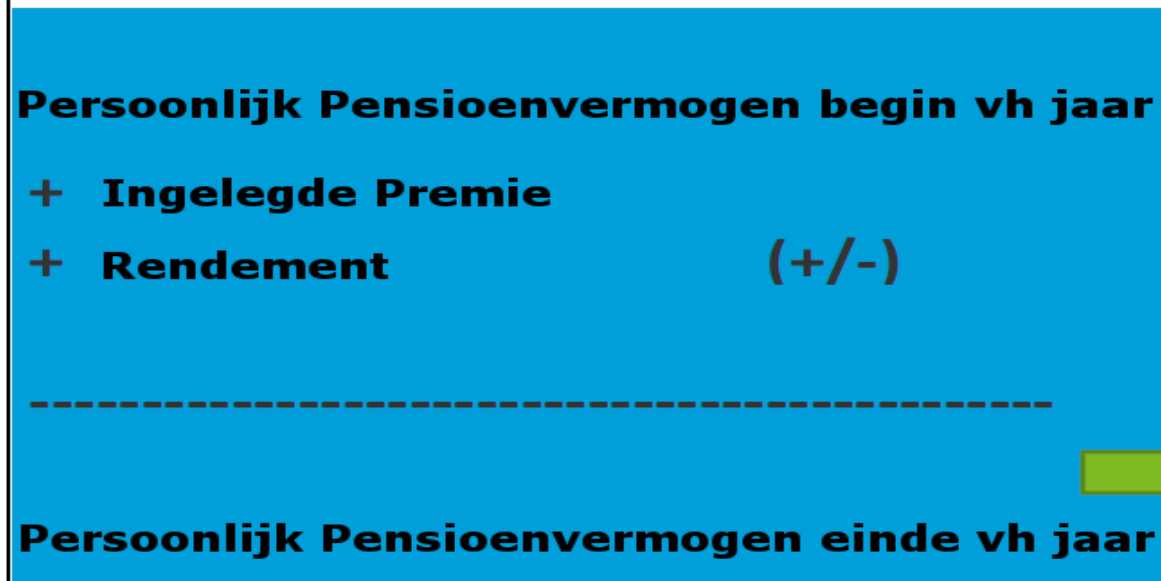 Persoonlijk Pensioenvermogen begin vh jaar
+ Ingelegde Premie
+ Rendement (+/-)
----------------------------------------------
Persoonlijk Pensioenvermogen einde vh jaar